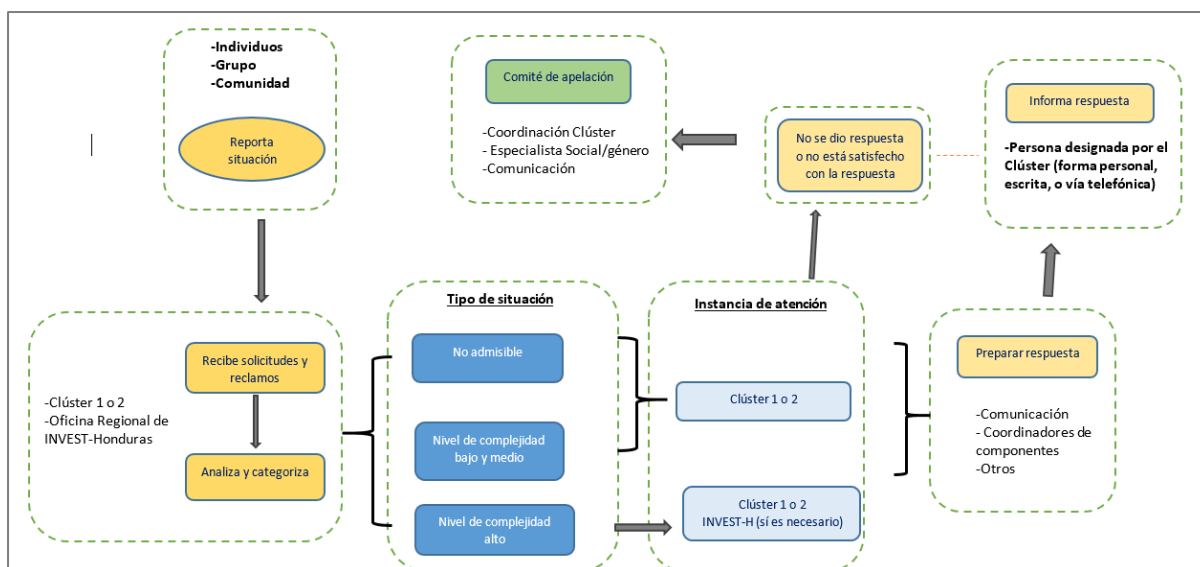 -Individuos
-Grupo
-Comunidad
Reporta
situación
Comité de apelación
-Coordinación Clúster
- Especialista Social/género
-Comunicación
No se dio respuesta
o no está satisfecho
con la respuesta
Informa respuesta
-Persona designada por el
Clúster (forma personal,
escrita, o vía telefónica)
Recibe solicitudes y
reclamos
-Clúster 1 o 2
-Oficina Regional de
INVEST-Honduras
Analiza y categoriza
Tipo de situación
No admisible
Nivel de complejidad
bajo y medio
Nivel de complejidad
alto
Instancia de atención
Clúster 1 o 2
Clúster 1 o 2
INVEST-H (sí es necesario)
Preparar respuesta
-Comunicación
- Coordinadores de
componentes
-Otros